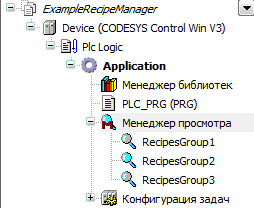 ExampleRecipeManager
Device (CODESYS Control Win V3)
Plc Logic
Application
Менеджер библиотек
PLC_PRG (PRG)
Менеджер просмотра
RecipesGroup1
RecipesGroup2
RecipesGroup3
Конфигурация задач